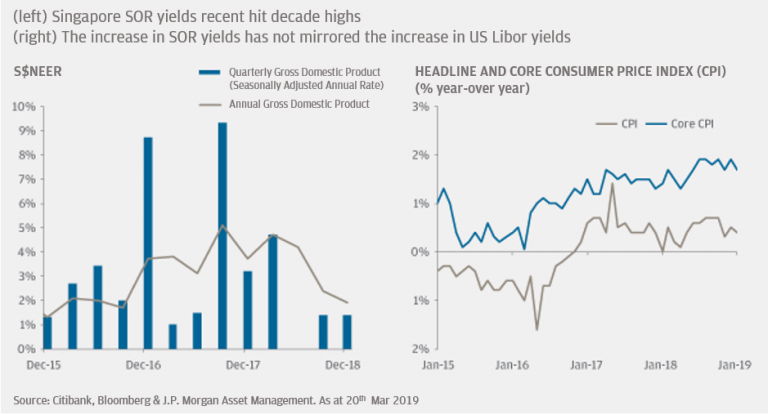 (left) Singapore SOR yields recent hit decade highs
(right) The increase in SOR yields has not mirrored the increase in US Libor yields
S$NEER
Quarterly Gross Domestic Product
(Seasonally Adjusted Annual Rate)
Annual Gross Domestic Product
10%
9%
8%
7%
6%
5%
4%
3%
2%
1%
0%
Dec-15
Dec-16
Dec-17
Dec-18
HEADLINE AND CORE CONSUMER PRICE INDEX (CPI)
(% year-over year)
CPI
Core CPI
3%
2%
1%
0%
1%
2%
Jan-15
Jan-16
Jan-17
Jan-18
Jan-19
Source: Citibank, Bloomberg & J.P. Morgan Asset Management. As at 20th Mar 2019